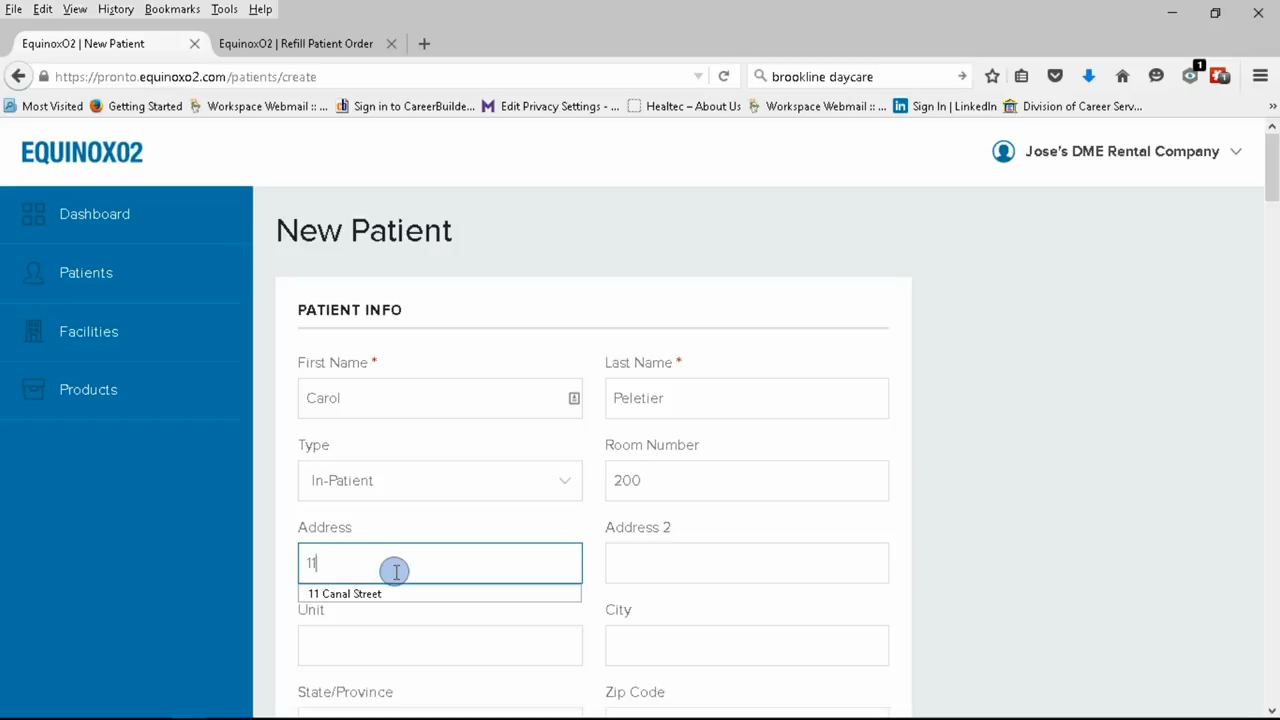 File Edit View History Bookmarks Tools Help
EquinoxO2 | New Patient
EquinoxO2 | Refill Patient Order
https://pronto.equinoxo2.com/patients/create
brookline daycare
1
1
Most Visited
Getting Started
Workspace Webmail :: ...
Sign in to CareerBuilde...
Edit Privacy Settings - ...
Healtec – About Us
Workspace Webmail :: ...
Sign In | LinkedIn
Division of Career Serv...
EQUINOXO2
Jose's DME Rental Company
Dashboard
Patients
Facilities
Products
New Patient
PATIENT INFO
First Name *
Last Name *
Carol
Peletier
Type
Room Number
In-Patient
200
Address
Address 2
11
11 Canal Street
Unit
City
State/Province
Zip Code